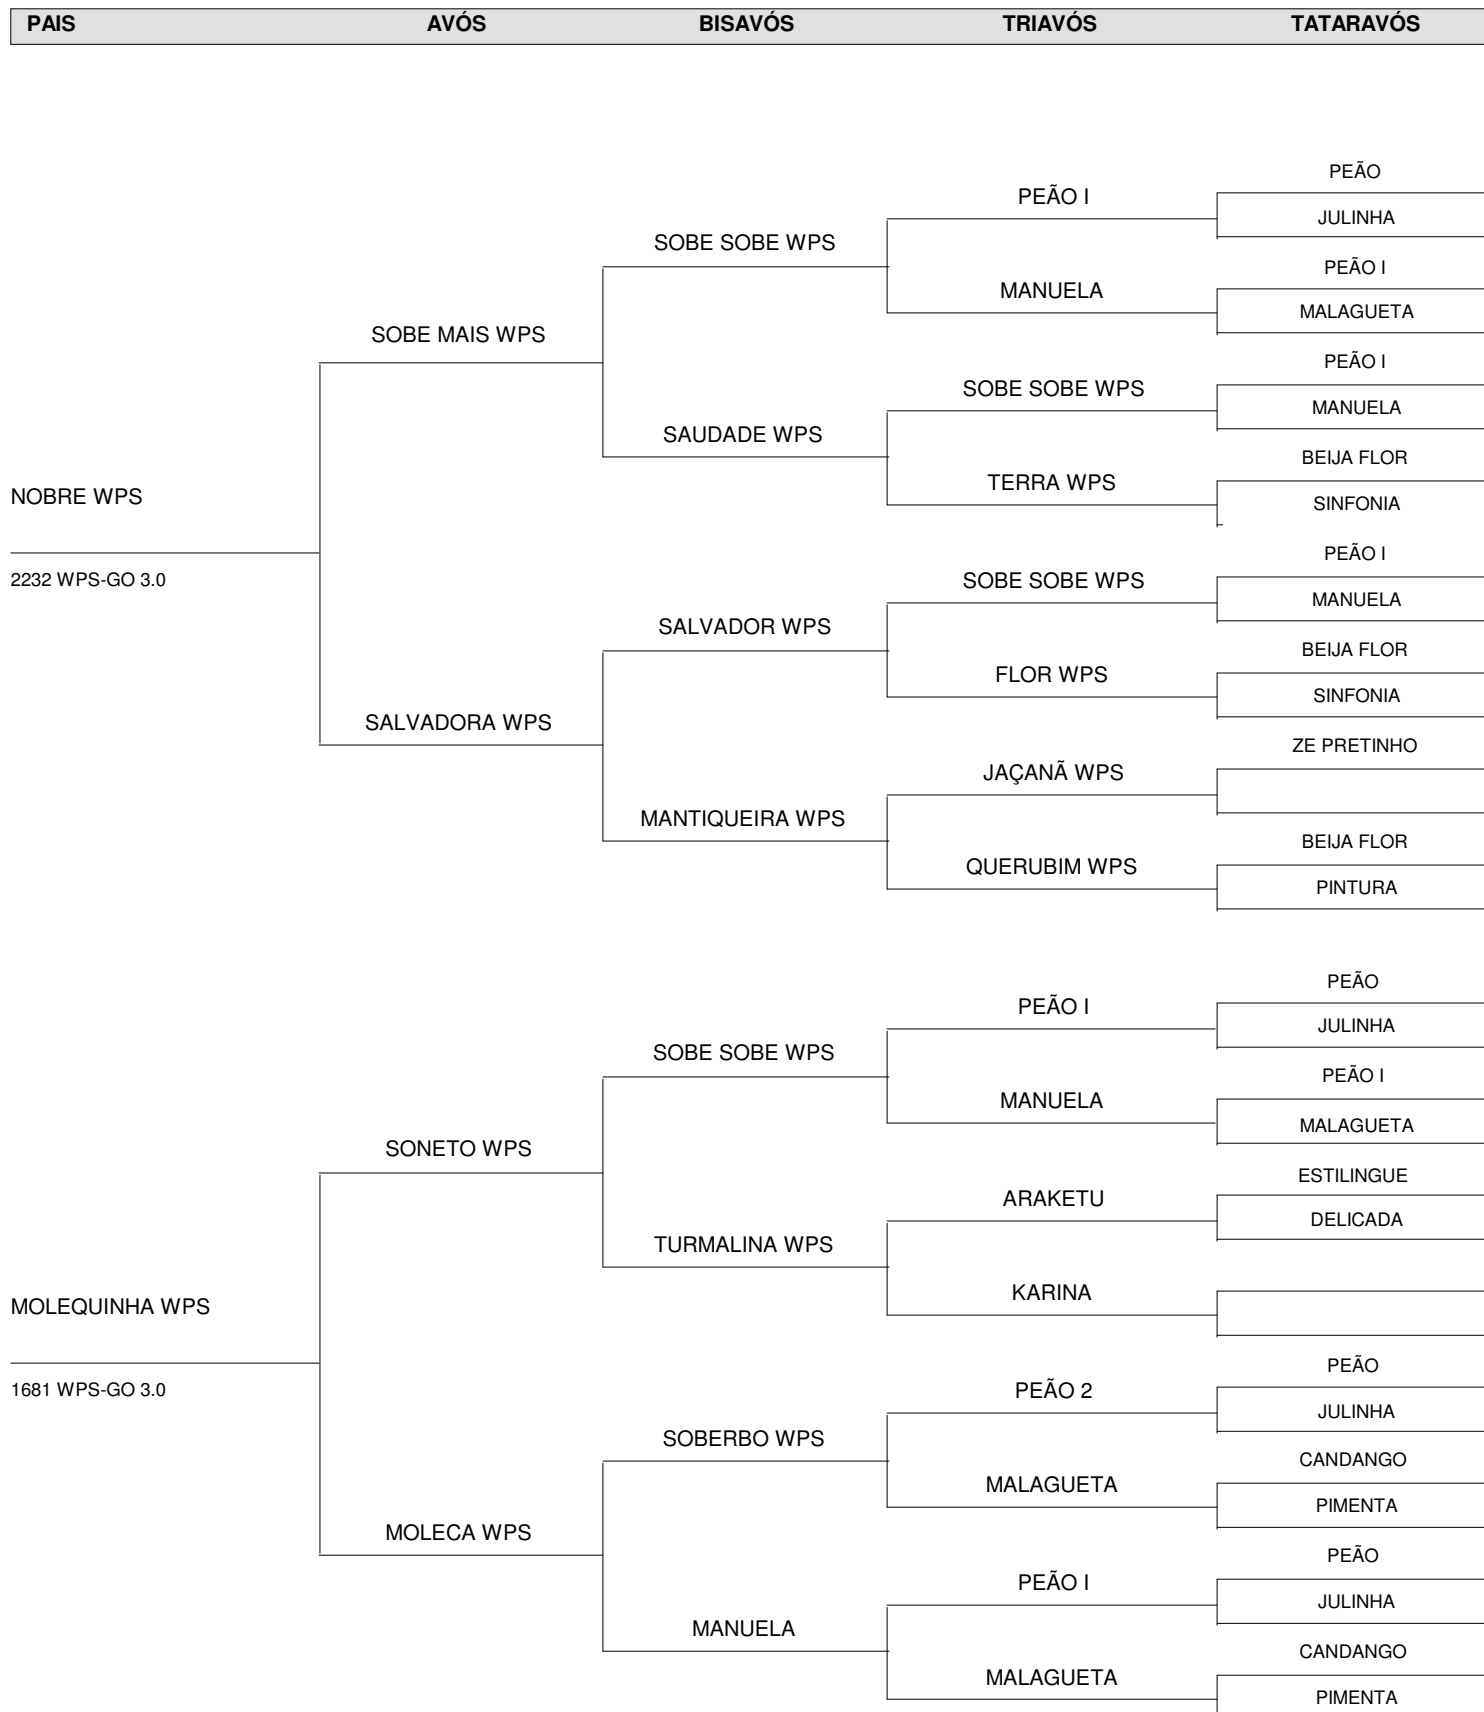 PAIS AVÓS BISAVÓS TRIAVÓS TATARAVÓS
PEÃO
PEÃO I
JULINHA
SOBE SOBE WPS
PEÃO I
MANUELA
MALAGUETA
SOBE MAIS WPS
PEÃO I
SOBE SOBE WPS
MANUELA
SAUDADE WPS
BEIJA FLOR
TERRA WPS
NOBRE WPS
SINFONIA
PEÃO I
2232 WPS-GO 3.0
SOBE SOBE WPS
MANUELA
SALVADOR WPS
BEIJA FLOR
FLOR WPS
SINFONIA
SALVADORA WPS
ZE PRETINHO
JAÇANÃ WPS
MANTIQUEIRA WPS
BEIJA FLOR
QUERUBIM WPS
PINTURA
PEÃO
PEÃO I
JULINHA
SOBE SOBE WPS
PEÃO I
MANUELA
MALAGUETA
SONETO WPS
ESTILINGUE
ARAKETU
DELICADA
TURMALINA WPS
KARINA
MOLEQUINHA WPS
PEÃO
1681 WPS-GO 3.0
PEÃO 2
JULINHA
SOBERBO WPS
CANDANGO
MALAGUETA
PIMENTA
MOLECA WPS
PEÃO
PEÃO I
JULINHA
MANUELA
CANDANGO
MALAGUETA
PIMENTA